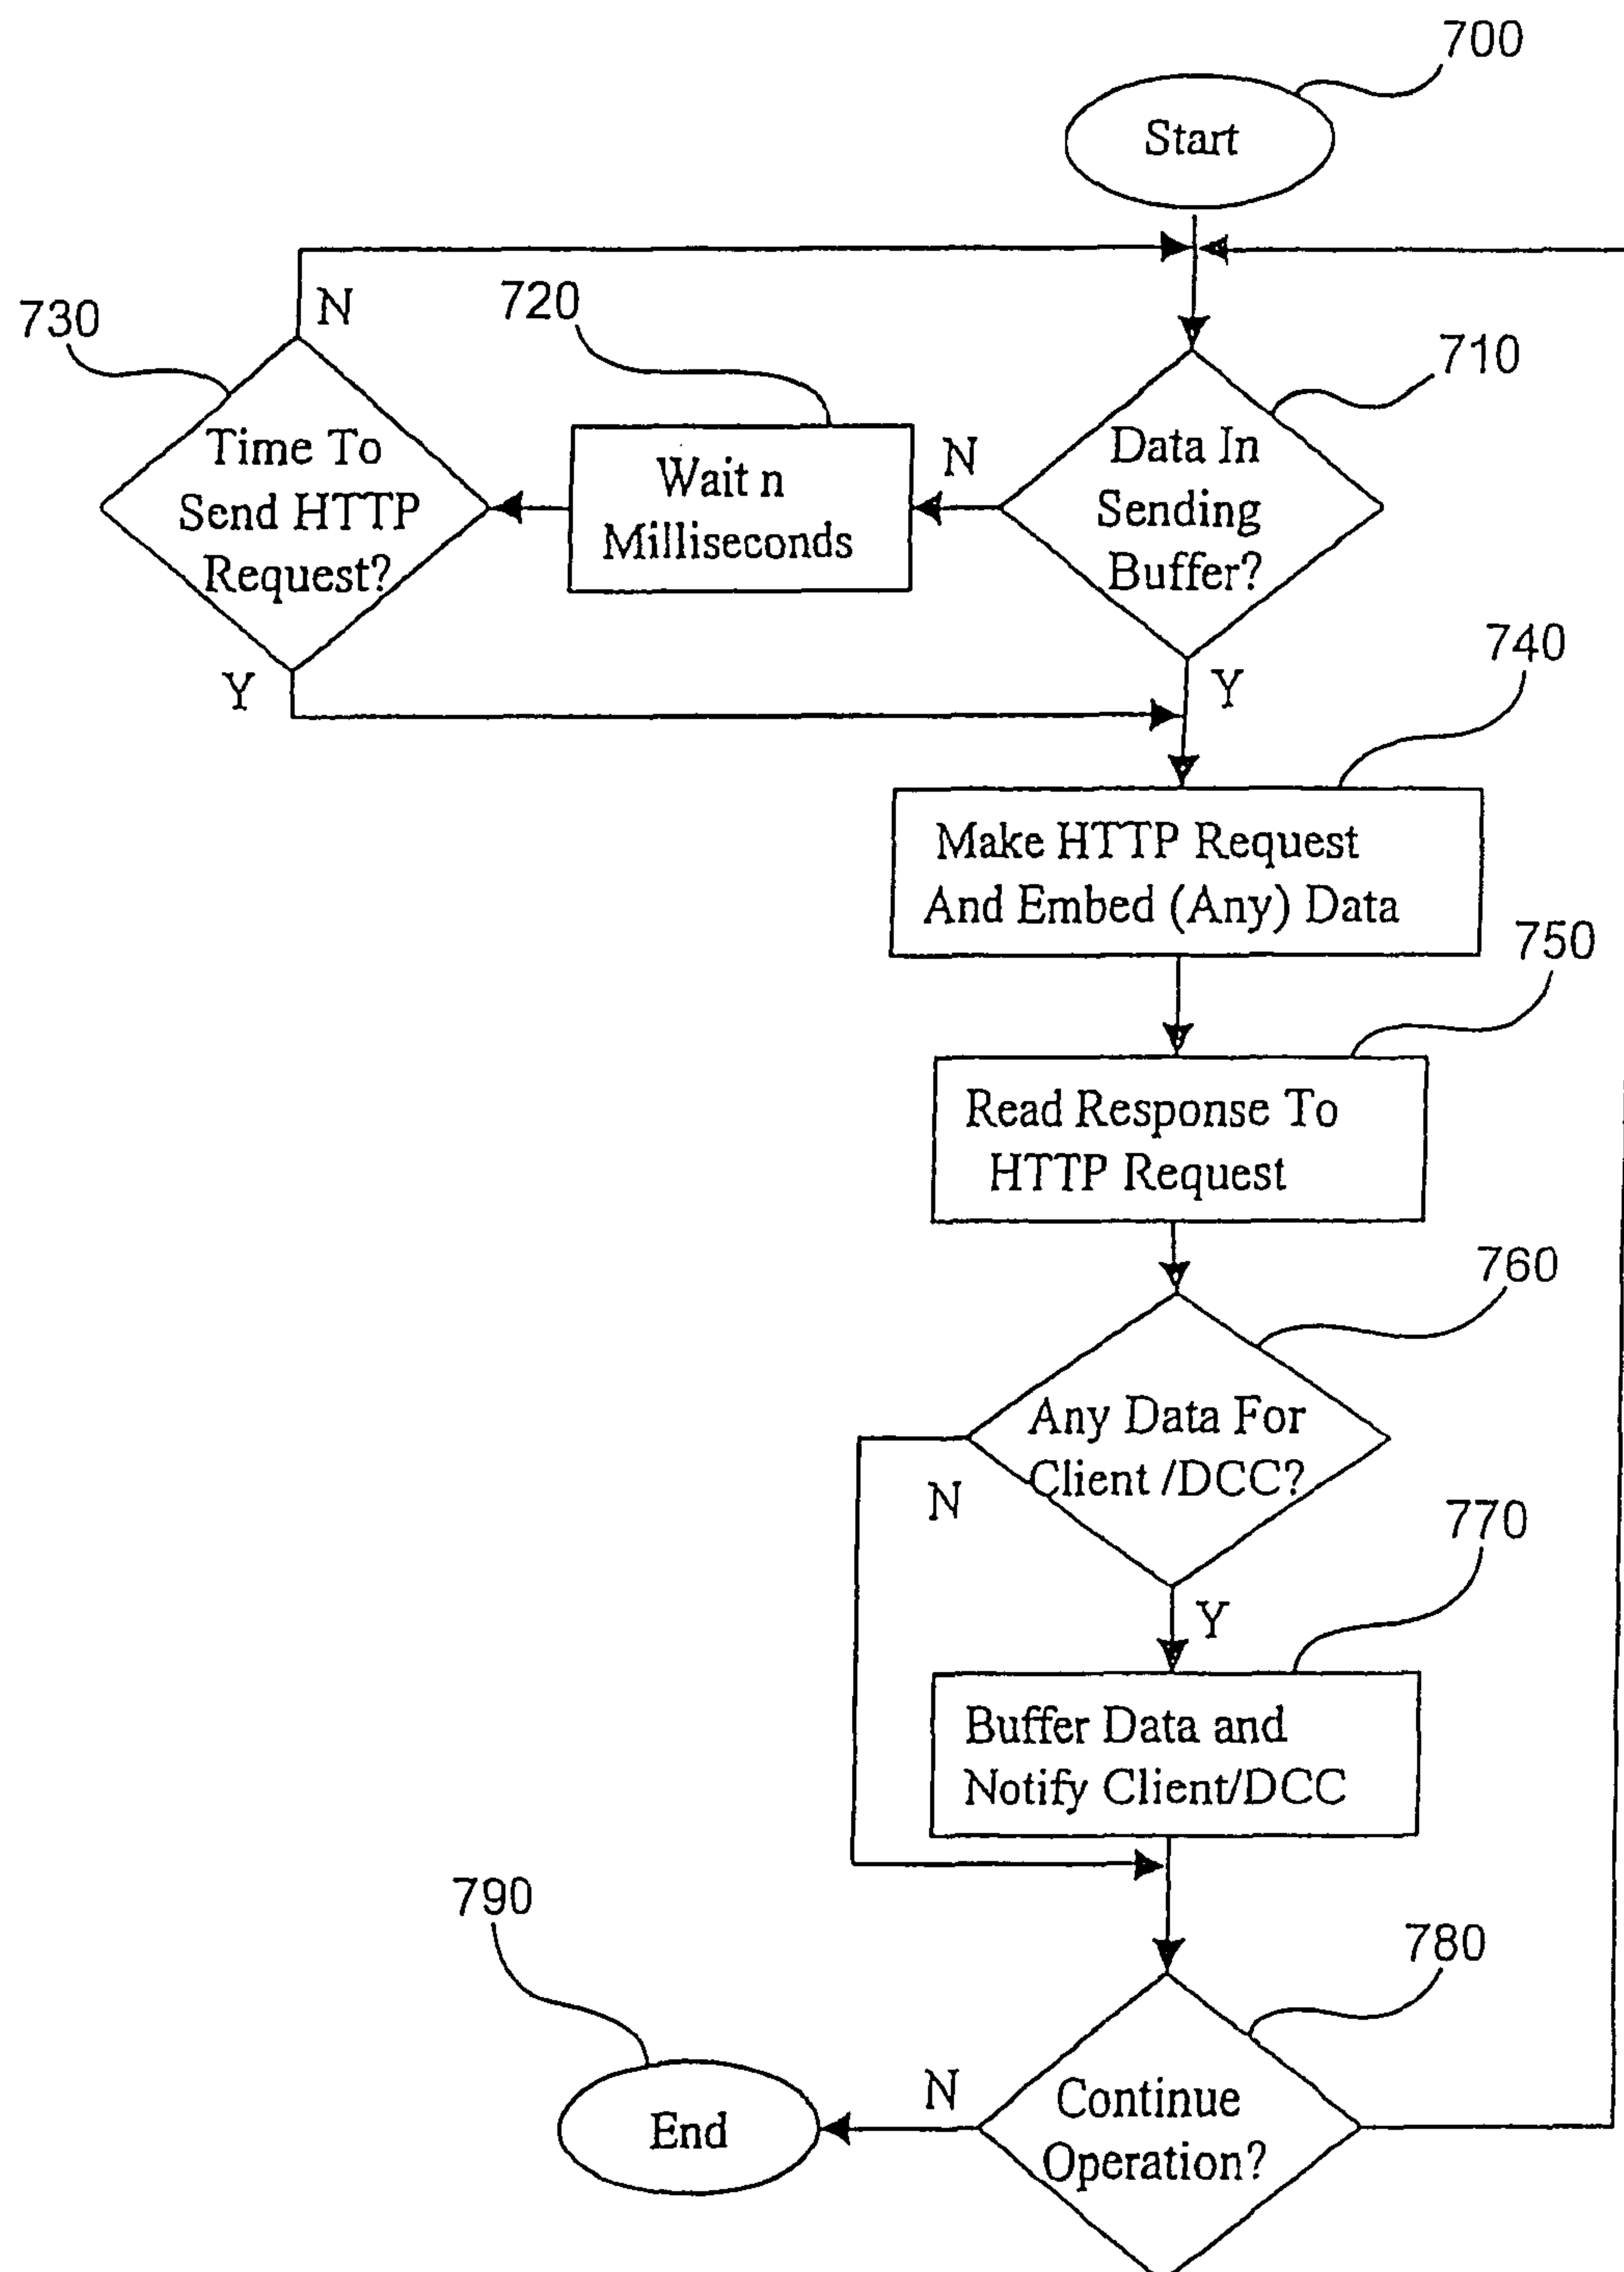 700
Start
N
720
730
710
Time To
Send HTTP
Request?
Wait n
Milliseconds
N
Data In
Sending
Buffer?
Y
Y
740
Make HTTP Request
And Embed (Any) Data
750
Read Response To
HTTP Request
760
Any Data For
Client /DCC?
N
770
Y
Buffer Data and
Notify Client/DCC
790
780
End
N
Continue
Operation?